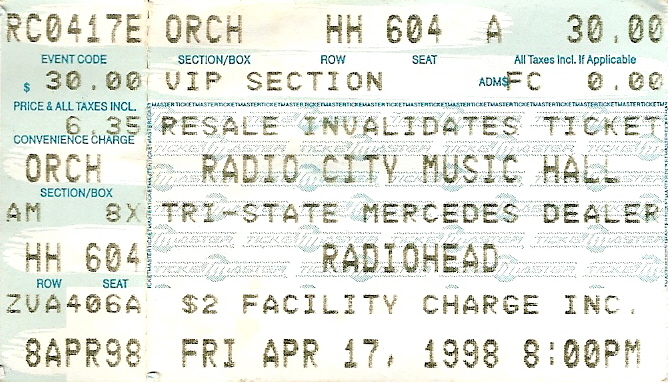 RC0417E ORCH HH 604 A 30.00
EVENT CODE SECTION/BOX ROW SEAT All Taxes Incl. If Applicable
$ 30.00 VIP SECTION ADMS FC 0.00
PRICE & ALL TAXES INCL.
6.35 RESALE INVALIDATES TICKET
CONVENIENCE CHARGE
ORCH RADIO CITY MUSIC HALL
SECTION/BOX
AM 8X TRI-STATE MERCEDES DEALER
HH 604 RADIOHEAD
ROW SEAT
ZVA406A $2 FACILITY CHARGE INC.
8APR98 FRI APR 17, 1998 8:00PM